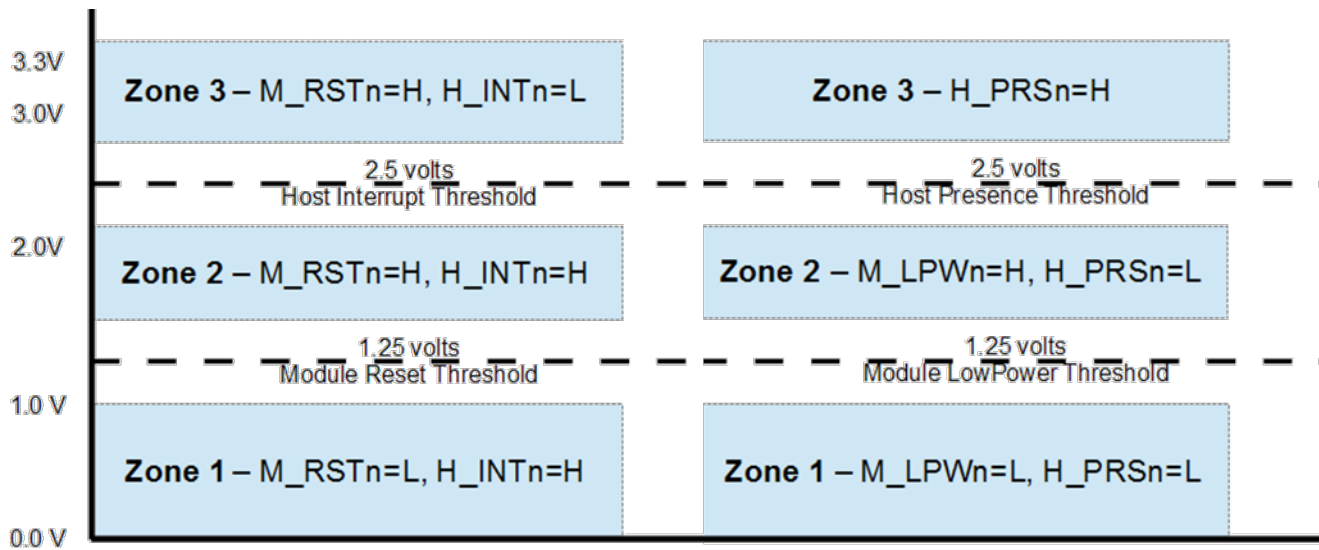 3.3V
Zone 3 – M_RSTn=H, H_INTn=L
Zone 3 – H_PRSn=H
3.0V
2.5 volts
2.5 volts
Host Interrupt Threshold
Host Presence Threshold
2.0V
Zone 2 – M_RSTn=H, H_INTn=H
Zone 2 – M_LPWn=H, H_PRSn=L
1.25 volts
1.25 volts
Module Reset Threshold
Module LowPower Threshold
1.0 V
Zone 1 – M_RSTn=L, H_INTn=H
Zone 1 – M_LPWn=L, H_PRSn=L
0.0 V